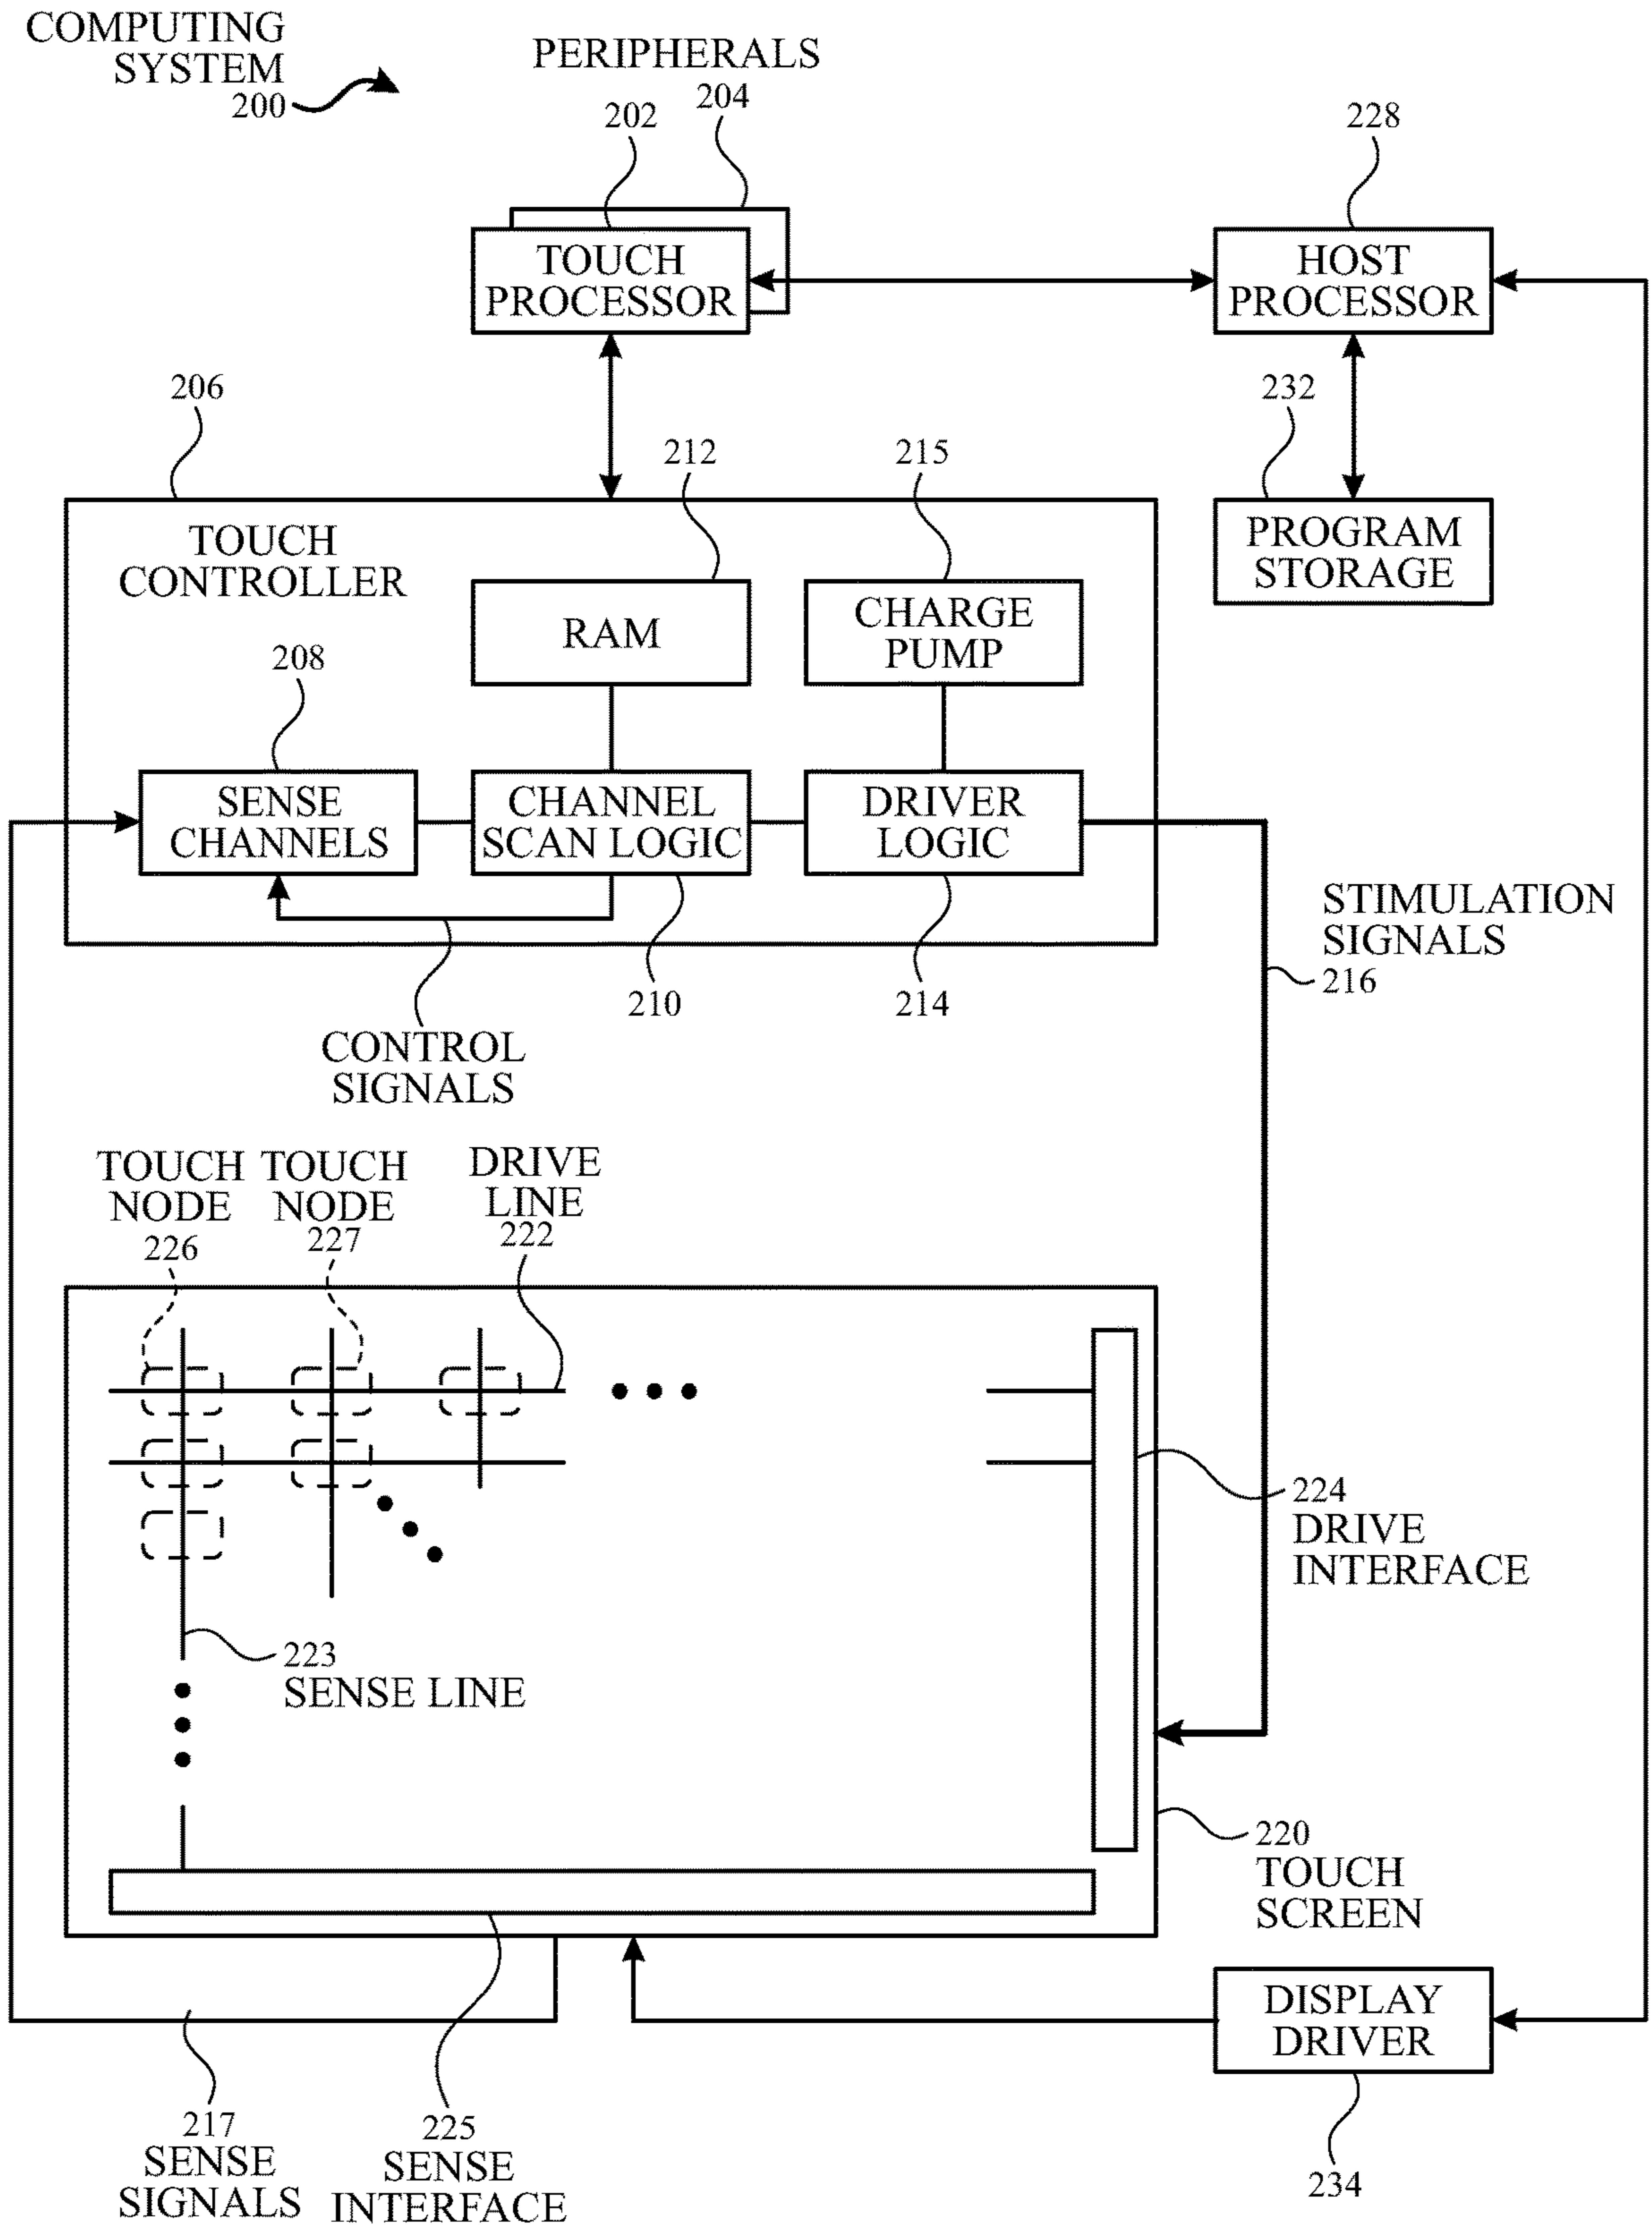 COMPUTING
SYSTEM
200
PERIPHERALS
204
202
228
TOUCH
PROCESSOR
HOST
PROCESSOR
206
232
212
215
TOUCH
CONTROLLER
PROGRAM
STORAGE
RAM
CHARGE
PUMP
208
SENSE
CHANNELS
CHANNEL
SCAN LOGIC
DRIVER
LOGIC
STIMULATION
SIGNALS
216
210
214
CONTROL
SIGNALS
TOUCH
NODE
226
TOUCH
NODE
227
DRIVE
LINE
222
224
DRIVE
INTERFACE
223
SENSE LINE
220
TOUCH
SCREEN
DISPLAY
DRIVER
217
SENSE
SIGNALS
225
SENSE
INTERFACE
234